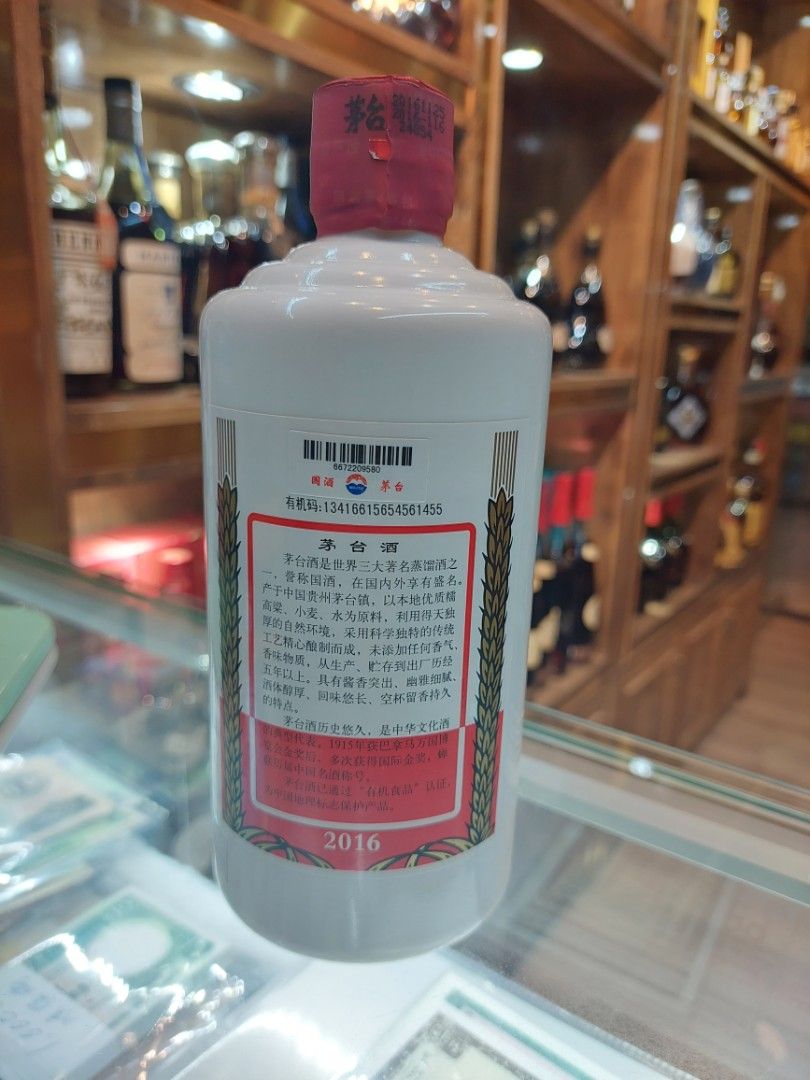 茅台
6672209580
国酒 茅台
有机码:13416615654561455
茅台酒
茅台酒是世界三大著名蒸馏酒之
一，誉称国酒，在国内外享有盛名。
产于中国贵州茅台镇，以本地优质糯
高粱、小麦、水为原料，利用得天独
厚的自然环境，采用科学独特的传统
工艺精心酿制而成，未添加任何香气、
香味物质，从生产、贮存到出厂历经
五年以上。具有酱香突出、幽雅细腻、
酒体醇厚、回味悠长、空杯留香持久
的特点。
茅台酒历史悠久，是中华文化酒
的典型代表。1915年获巴拿马万国博
览会金奖后，多次获得国际金奖，蝉
联历届中国名酒称号。
茅台酒已通过“有机食品”认证，
为中国地理标志保护产品。
2016